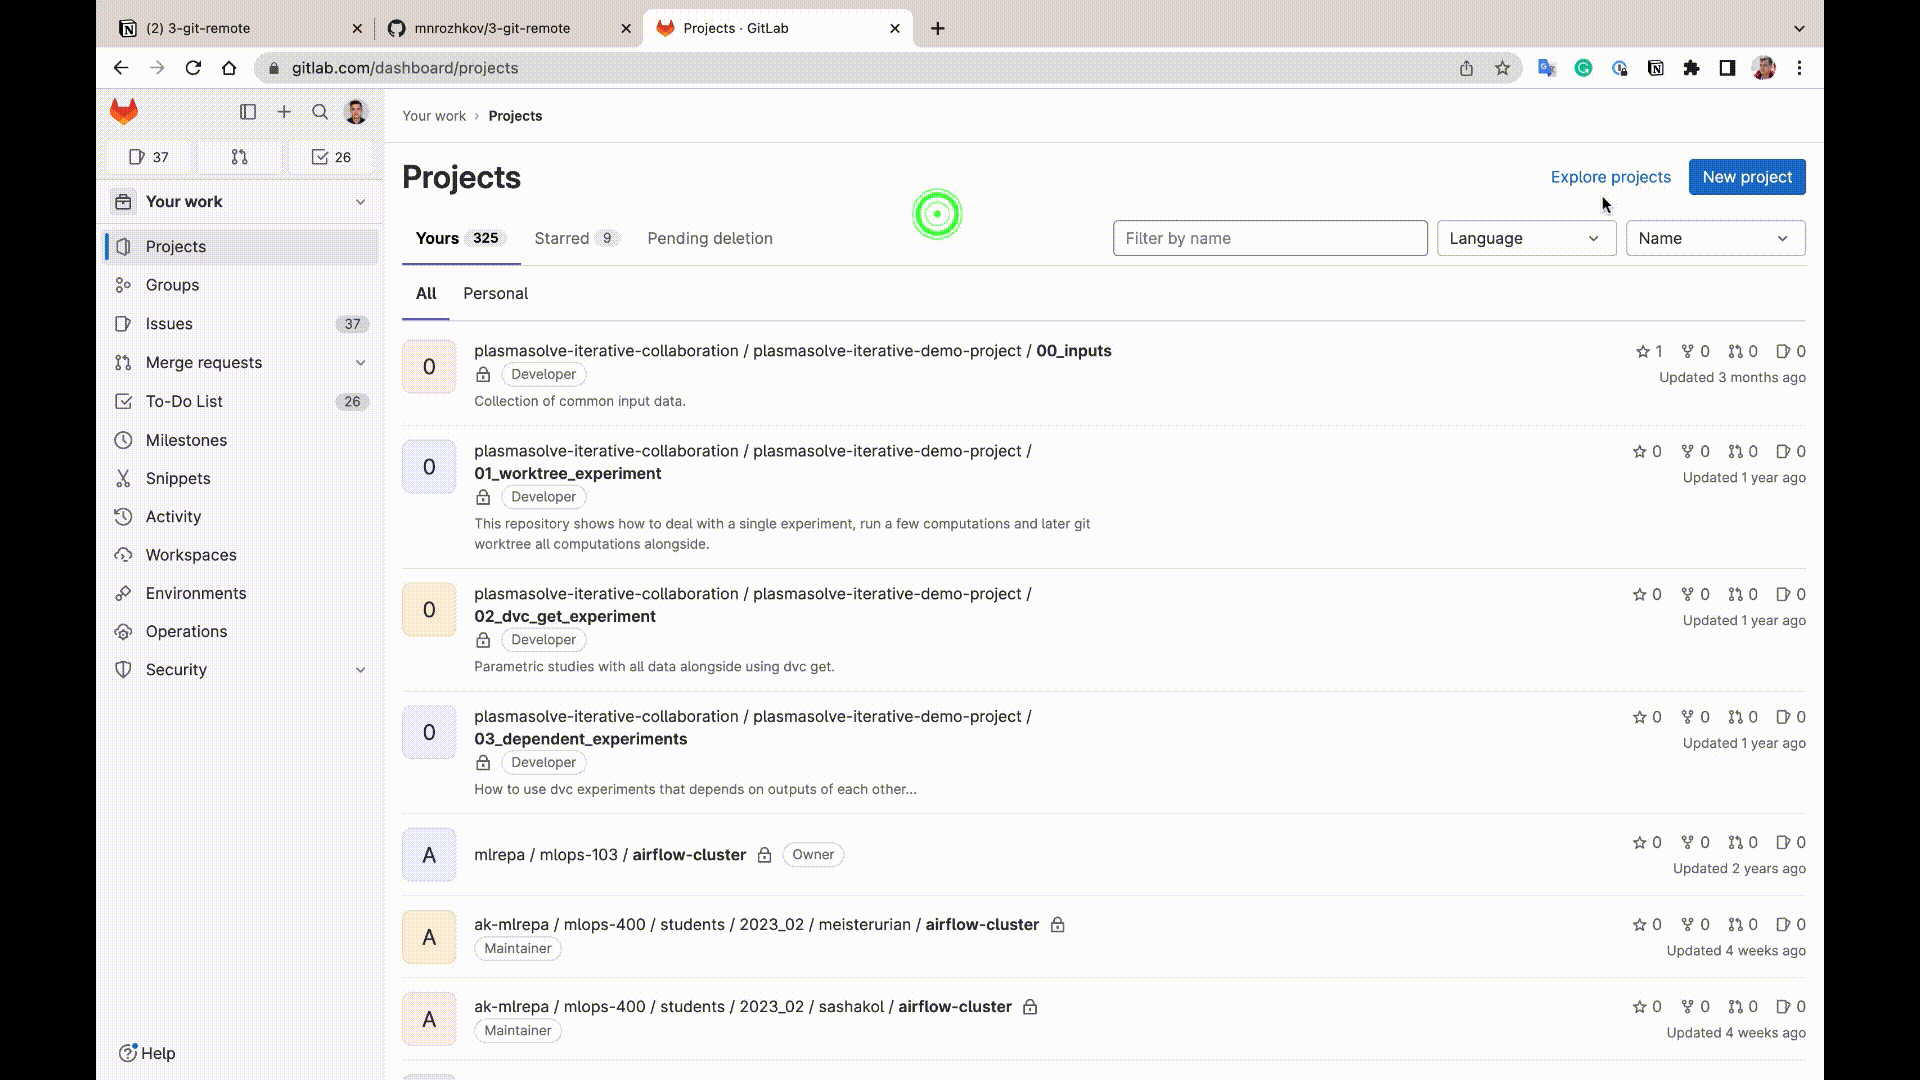 (2) 3-git-remote
mnrozhkov/3-git-remote
Projects · GitLab
gitlab.com/dashboard/projects
37
26
Your work
Projects
Groups
Issues 37
Merge requests
To-Do List 26
Milestones
Snippets
Activity
Workspaces
Environments
Operations
Security
Help
Your work › Projects
Projects
Explore projects
New project
Yours 325
Starred 9
Pending deletion
Filter by name
Language
Name
All
Personal
0
plasmasolve-iterative-collaboration / plasmasolve-iterative-demo-project / 00_inputs
Developer
Collection of common input data.
1 0 0 0
Updated 3 months ago
0
plasmasolve-iterative-collaboration / plasmasolve-iterative-demo-project /
01_worktree_experiment
Developer
This repository shows how to deal with a single experiment, run a few computations and later git
worktree all computations alongside.
0 0 0 0
Updated 1 year ago
0
plasmasolve-iterative-collaboration / plasmasolve-iterative-demo-project /
02_dvc_get_experiment
Developer
Parametric studies with all data alongside using dvc get.
0 0 0 0
Updated 1 year ago
0
plasmasolve-iterative-collaboration / plasmasolve-iterative-demo-project /
03_dependent_experiments
Developer
How to use dvc experiments that depends on outputs of each other...
0 0 0 0
Updated 1 year ago
A
mlrepa / mlops-103 / airflow-cluster
Owner
0 0 0 0
Updated 2 years ago
A
ak-mlrepa / mlops-400 / students / 2023_02 / meisterurian / airflow-cluster
Maintainer
0 0 0 0
Updated 4 weeks ago
A
ak-mlrepa / mlops-400 / students / 2023_02 / sashakol / airflow-cluster
Maintainer
0 0 0 0
Updated 4 weeks ago